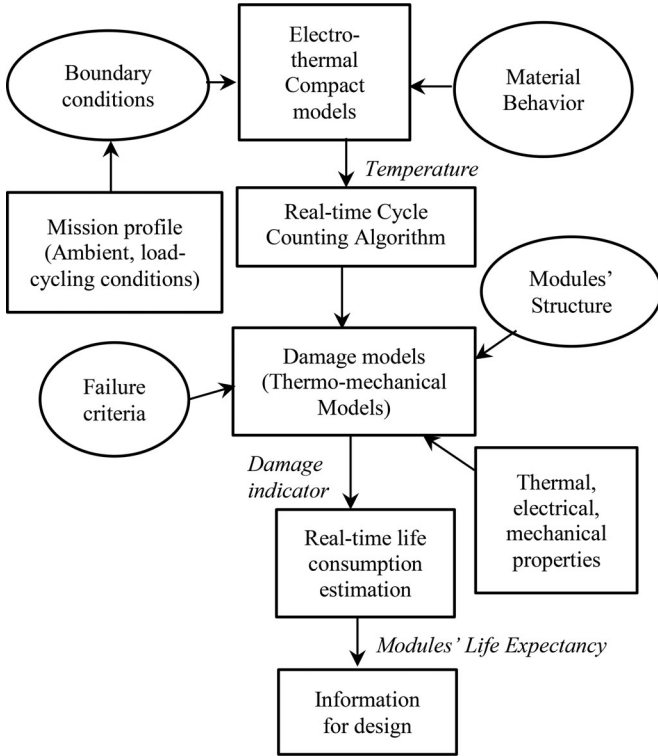 Electro-
thermal
Compact
models
Boundary
conditions
Material
Behavior
Temperature
Mission profile
(Ambient, load-
cycling conditions)
Real-time Cycle
Counting Algorithm
Modules’
Structure
Damage models
(Thermo-mechanical
Models)
Failure
criteria
Damage
indicator
Thermal,
electrical,
mechanical
properties
Real-time life
consumption
estimation
Modules’ Life Expectancy
Information
for design